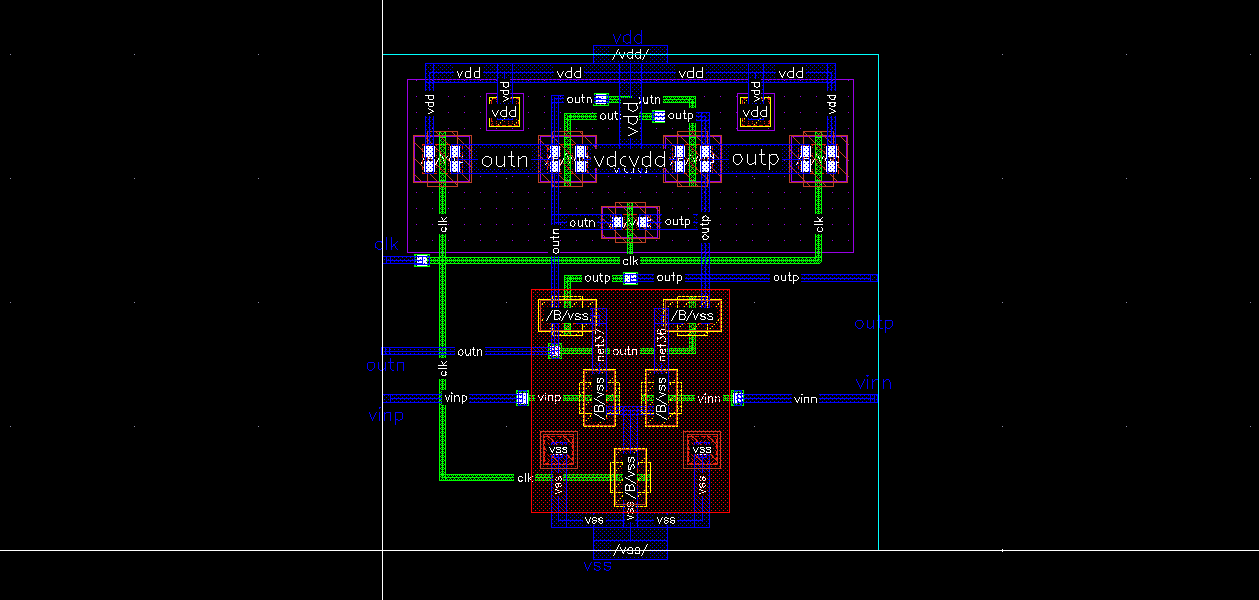 vdd
/vdd/
vdd vdd vdd vdd
vdd vdd
vdd vdd
outn outn
vdd vdd vdd
out outp
outn vdd vdd outp
outn outp
clk outn outp clk
clk
clk
outp outp outp
/B/vss /B/vss
outp
net37 net36
outn outn
outn
clk
vinn
vinp vinp /B/vss /B/vss vinn vinn
vinp
vss vss
/B/vss
clk vss vss
vss
vss vss
/vss/
vss